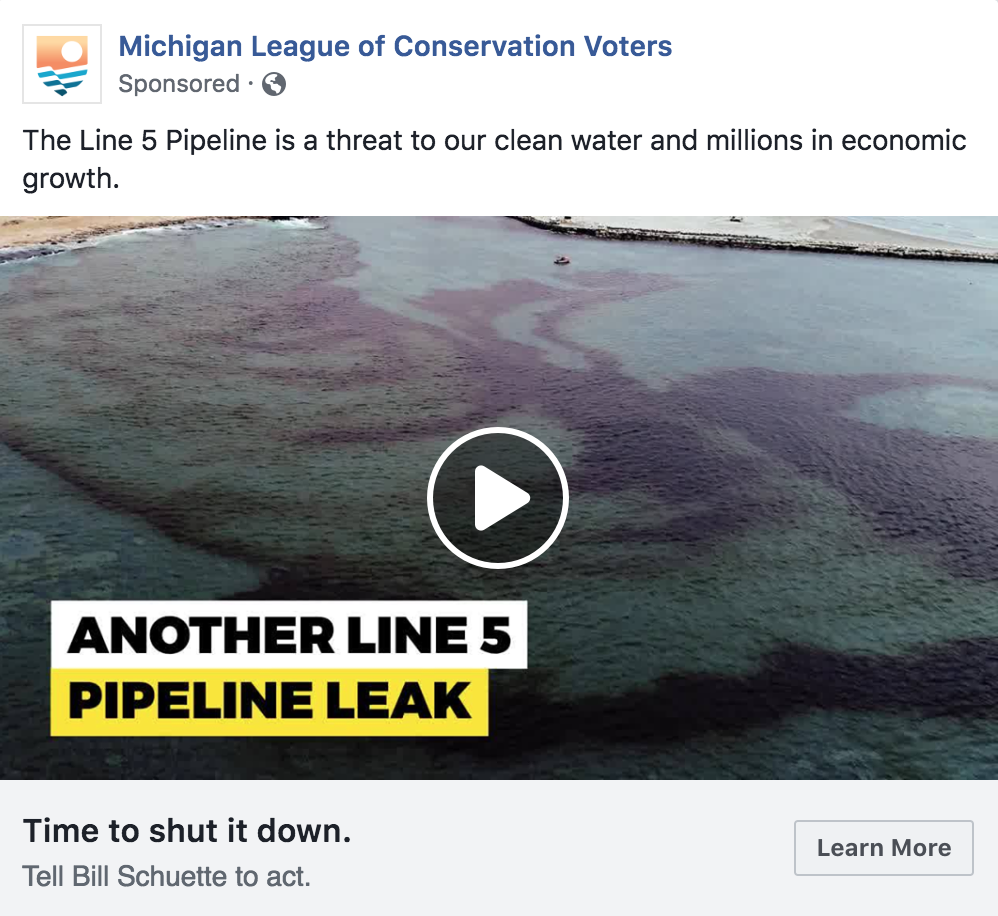 Michigan League of Conservation Voters
Sponsored ·
The Line 5 Pipeline is a threat to our clean water and millions in economic
growth.
ANOTHER LINE 5
PIPELINE LEAK
Time to shut it down.
Tell Bill Schuette to act.
Learn More